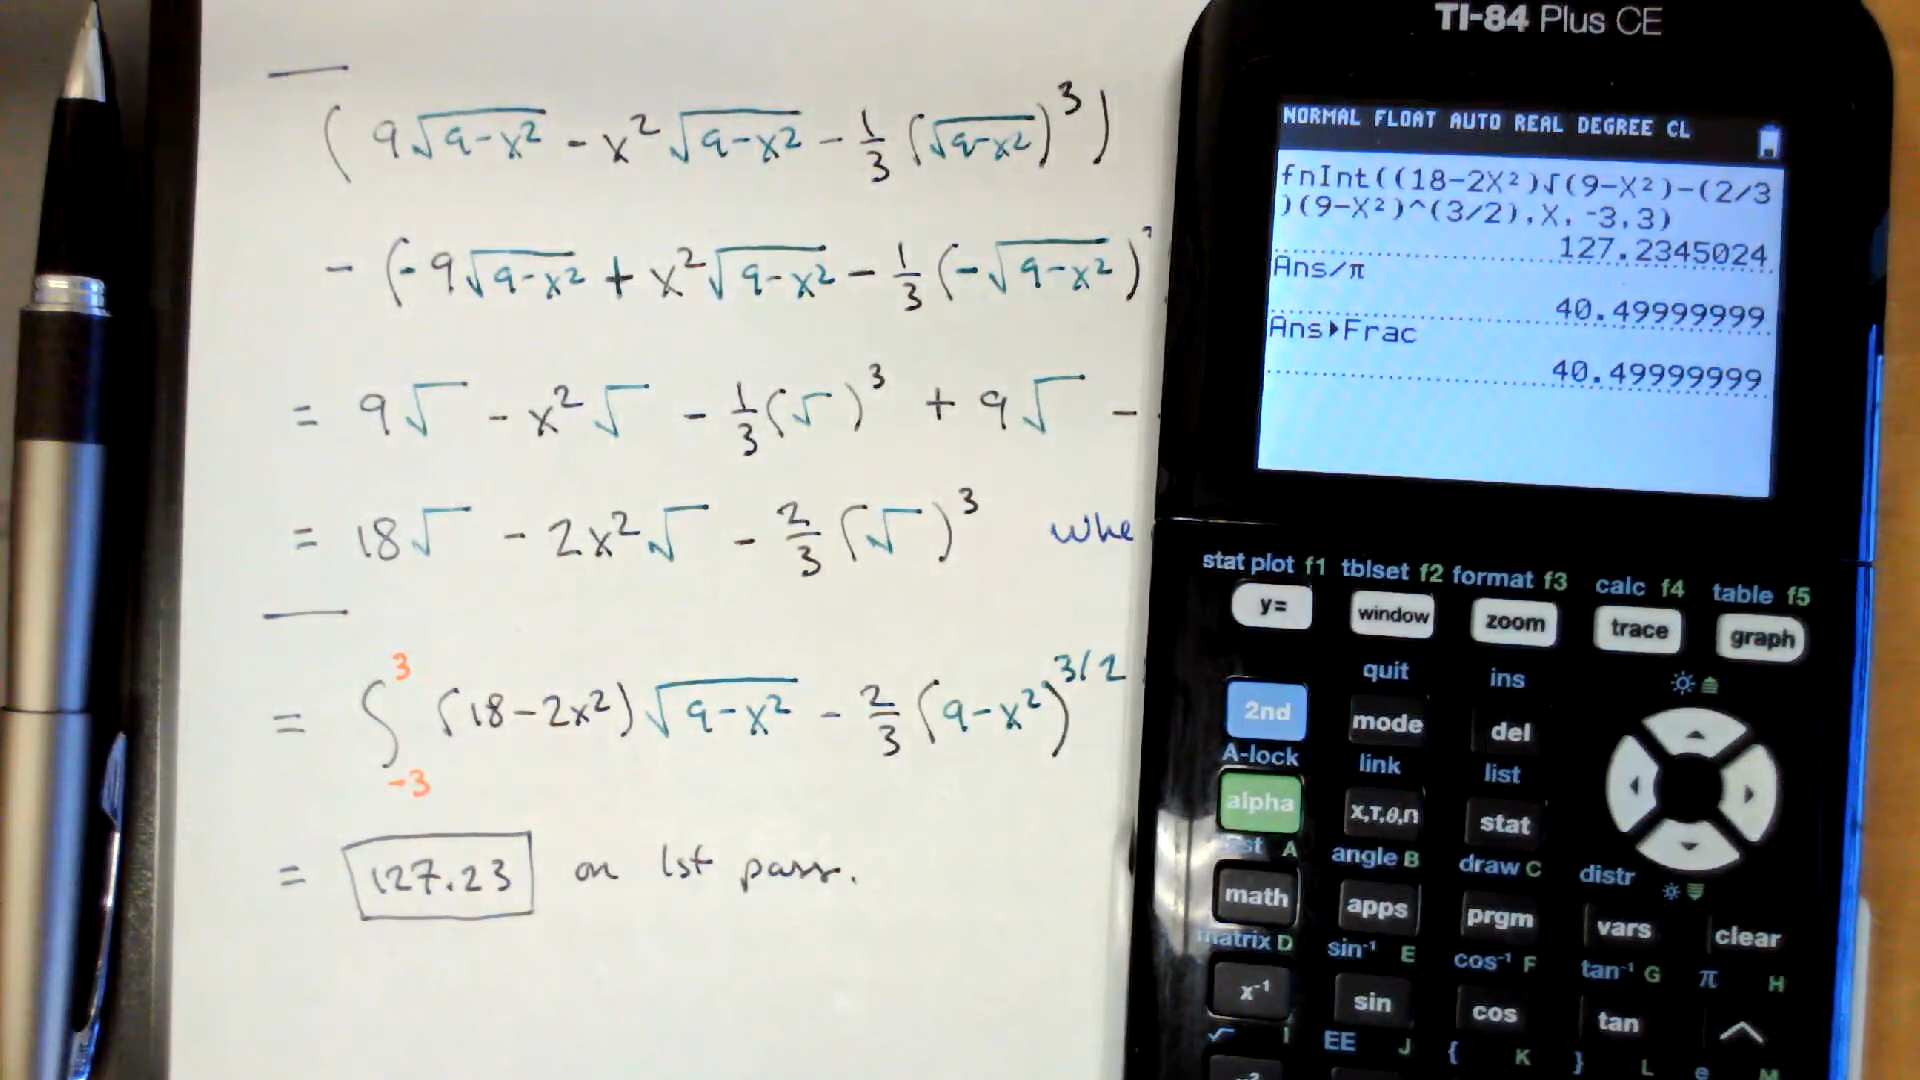 (9√(9-x²) - x²√(9-x²) - 1/3(√(9-x²))³)
- (-9√(9-x²) + x²√(9-x²) - 1/3(-√(9-x²))
= 9√ - x²√ - 1/3(√)³ + 9√ -
= 18√ - 2x²√ - 2/3(√)³ whe
= ∫₋₃³ (18-2x²)√(9-x²) - 2/3(9-x²)^3/2
= 127.23 on 1st pass.
TI-84 Plus CE
NORMAL FLOAT AUTO REAL DEGREE CL
fnInt((18-2X²)√(9-X²)-(2/3
)(9-X²)^(3/2),X,-3,3)
127.2345024
Ans/π
40.49999999
Ans▸Frac
40.49999999
stat plot f1 tblset f2 format f3 calc f4 table f5
y= window zoom trace graph
quit ins
2nd mode del
A-lock link list
alpha X,T,θ,n stat
A angle B draw C distr
math apps prgm vars clear
matrix D sin⁻¹ E cos⁻¹ F tan⁻¹ G π H
x⁻¹ sin cos tan ^
√ I EE J { K } L e M
x²